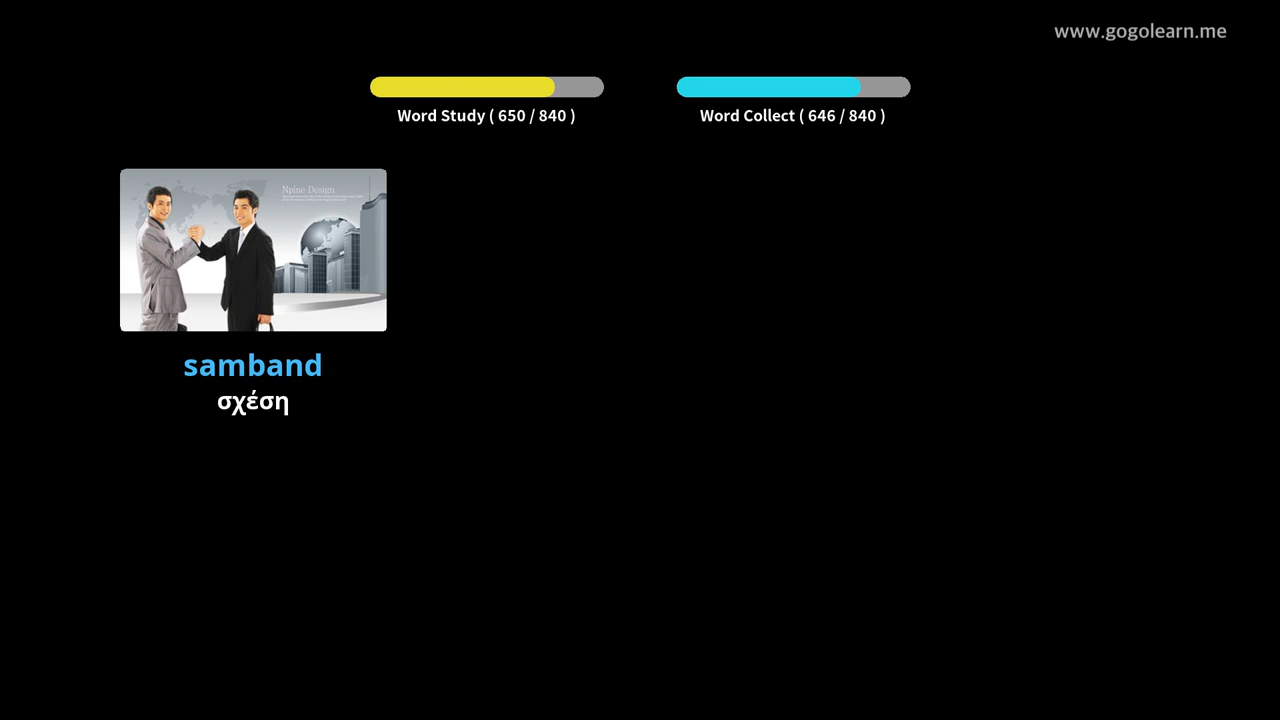 www.gogolearn.me
Word Study ( 650 / 840 )
Word Collect ( 646 / 840 )
Npine Design
samband
σχέση